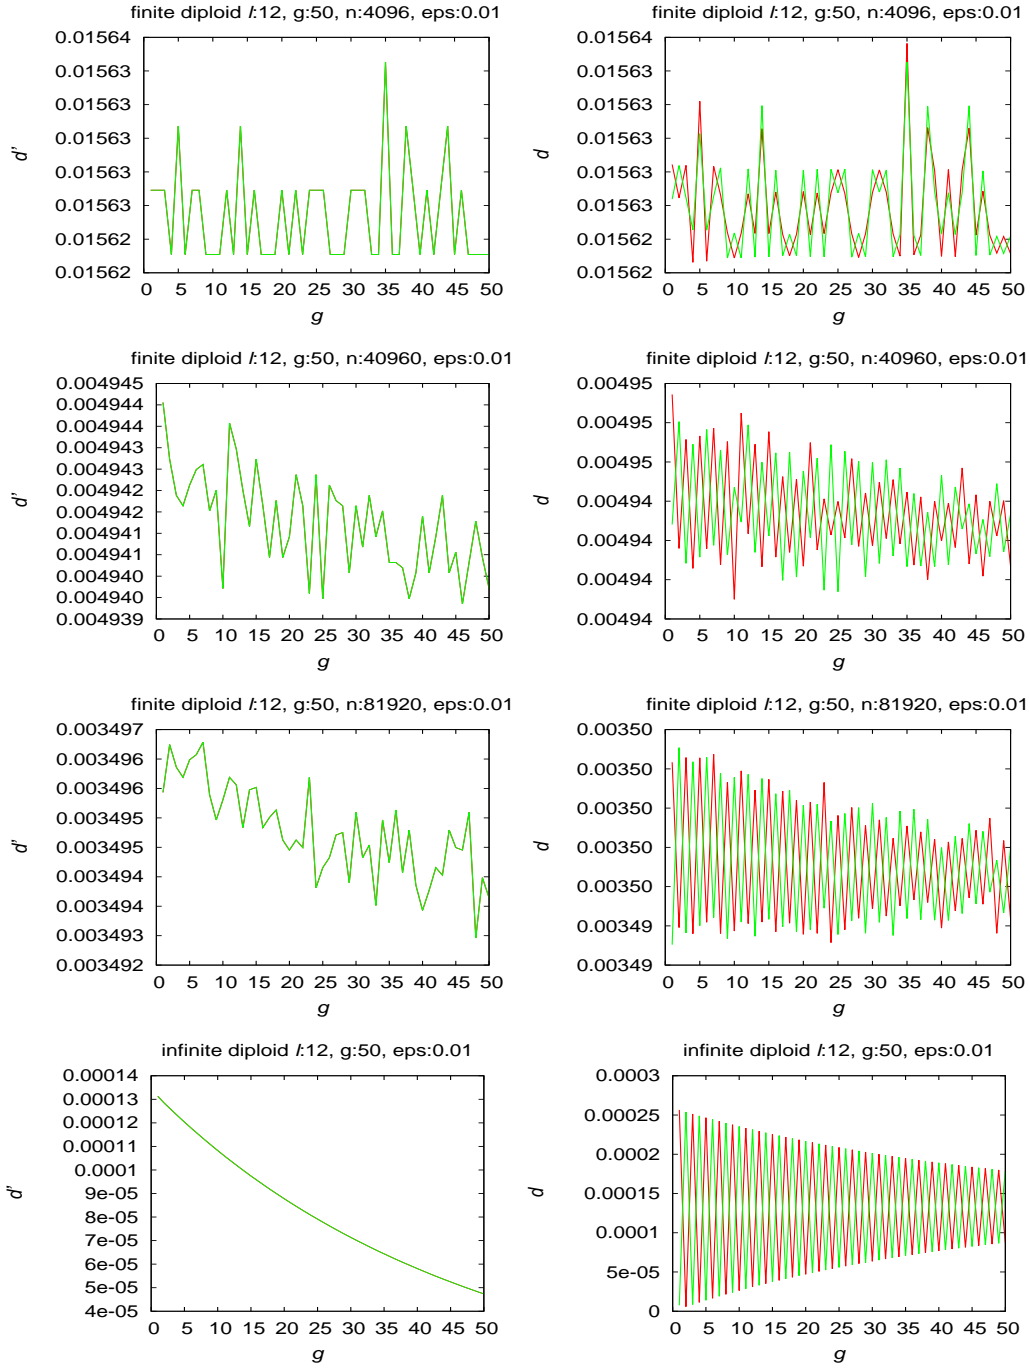 finite diploid l:12, g:50, n:4096, eps:0.01
0.01564
0.01563
0.01563
0.01563
0.01563
0.01563
0.01562
0.01562
d'
0 5 10 15 20 25 30 35 40 45 50
g
finite diploid l:12, g:50, n:4096, eps:0.01
0.01564
0.01563
0.01563
0.01563
0.01563
0.01563
0.01562
0.01562
d
0 5 10 15 20 25 30 35 40 45 50
g
finite diploid l:12, g:50, n:40960, eps:0.01
0.004945
0.004944
0.004944
0.004943
0.004943
0.004942
0.004942
0.004941
0.004941
0.004940
0.004940
0.004939
d'
0 5 10 15 20 25 30 35 40 45 50
g
finite diploid l:12, g:50, n:40960, eps:0.01
0.00495
0.00495
0.00495
0.00494
0.00494
0.00494
0.00494
d
0 5 10 15 20 25 30 35 40 45 50
g
finite diploid l:12, g:50, n:81920, eps:0.01
0.003497
0.003496
0.003496
0.003495
0.003495
0.003494
0.003494
0.003493
0.003492
d'
0 5 10 15 20 25 30 35 40 45 50
g
finite diploid l:12, g:50, n:81920, eps:0.01
0.00350
0.00350
0.00350
0.00350
0.00350
0.00349
0.00349
d
0 5 10 15 20 25 30 35 40 45 50
g
infinite diploid l:12, g:50, eps:0.01
0.00014
0.00013
0.00012
0.00011
0.0001
9e-05
8e-05
7e-05
6e-05
5e-05
4e-05
d'
0 5 10 15 20 25 30 35 40 45 50
g
infinite diploid l:12, g:50, eps:0.01
0.0003
0.00025
0.0002
0.00015
0.0001
5e-05
0
d
0 5 10 15 20 25 30 35 40 45 50
g